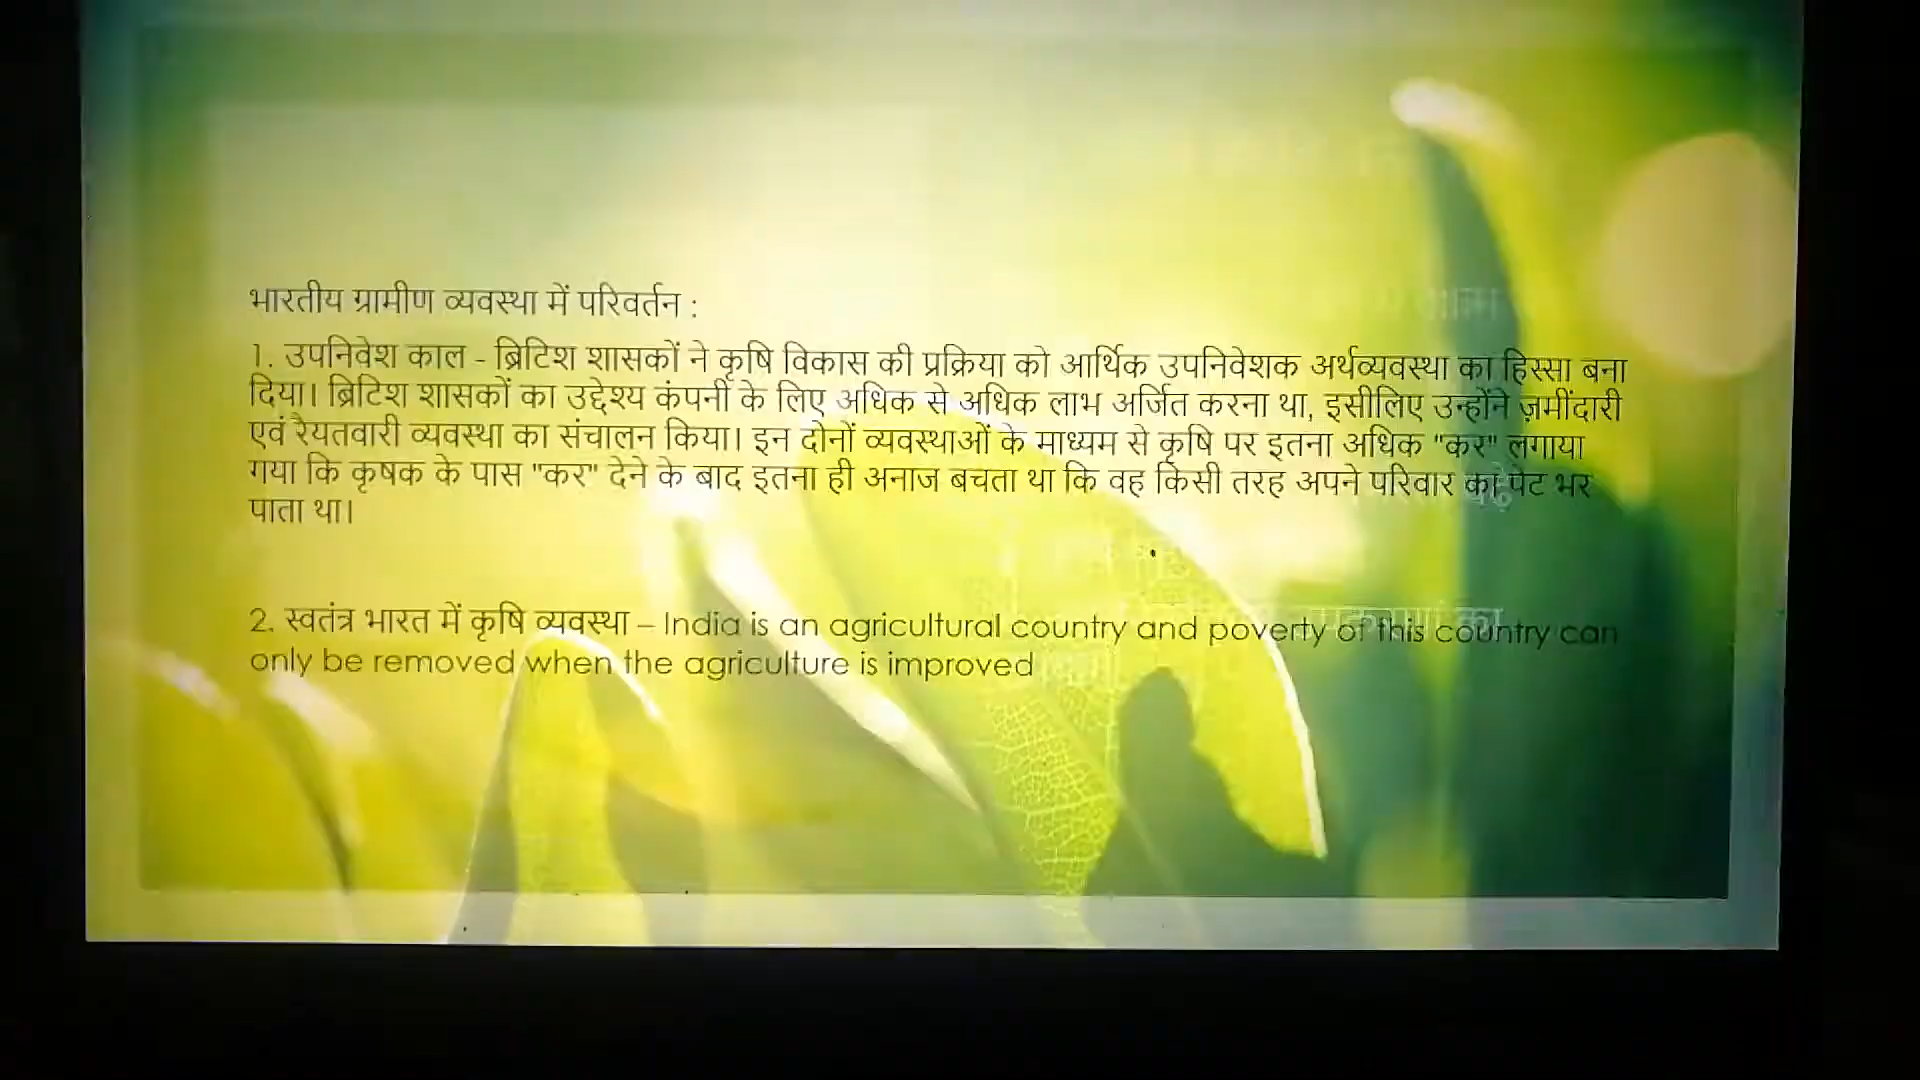 भारतीय ग्रामीण व्यवस्था में परिवर्तन :
1. उपनिवेश काल - ब्रिटिश शासकों ने कृषि विकास की प्रक्रिया को आर्थिक उपनिवेशक अर्थव्यवस्था का हिस्सा बना
दिया। ब्रिटिश शासकों का उद्देश्य कंपनी के लिए अधिक से अधिक लाभ अर्जित करना था, इसीलिए उन्होंने ज़मींदारी
एवं रैयतवारी व्यवस्था का संचालन किया। इन दोनों व्यवस्थाओं के माध्यम से कृषि पर इतना अधिक "कर" लगाया
गया कि कृषक के पास "कर" देने के बाद इतना ही अनाज बचता था कि वह किसी तरह अपने परिवार का पेट भर
पाता था।
2. स्वतंत्र भारत में कृषि व्यवस्था – India is an agricultural country and poverty of this country can
only be removed when the agriculture is improved